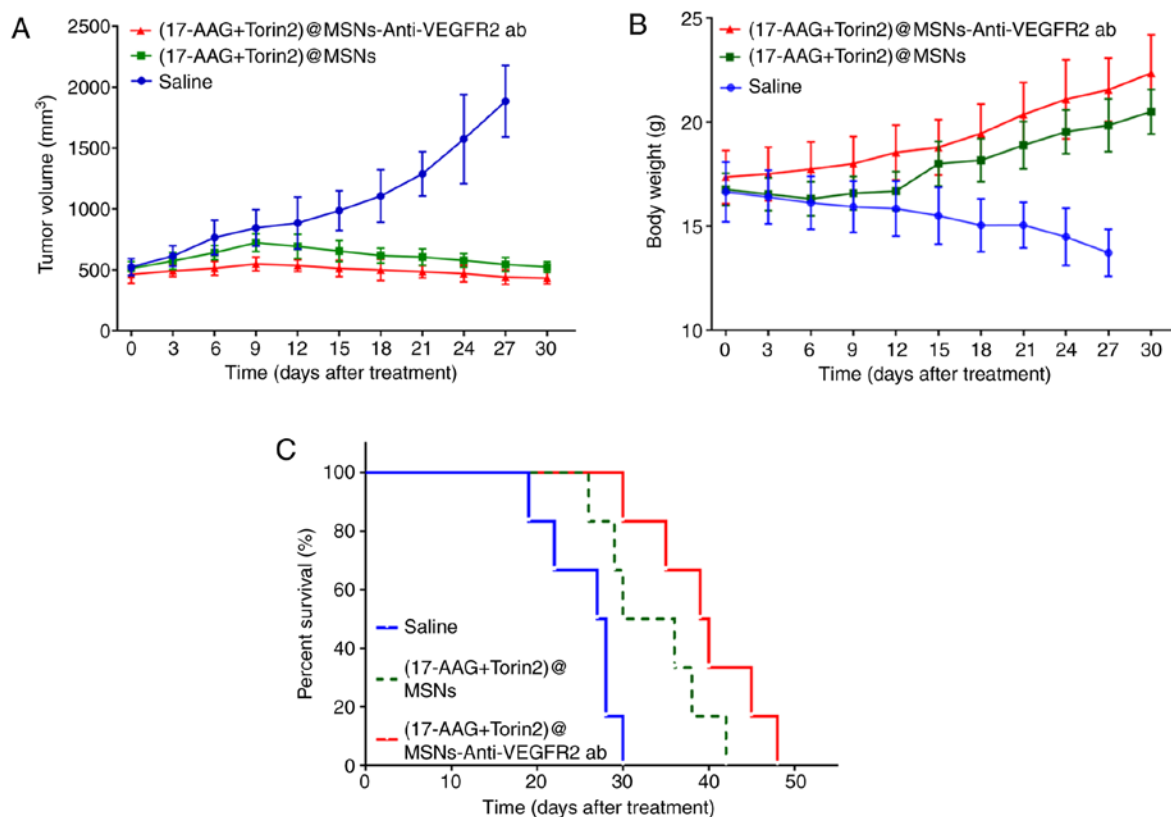 A
(17-AAG+Torin2)@MSNs-Anti-VEGFR2 ab
(17-AAG+Torin2)@MSNs
Saline
Tumor volume (mm³)
2500
2000
1500
1000
500
0
0 3 6 9 12 15 18 21 24 27 30
Time (days after treatment)
B
(17-AAG+Torin2)@MSNs-Anti-VEGFR2 ab
(17-AAG+Torin2)@MSNs
Saline
Body weight (g)
25
20
15
10
0 3 6 9 12 15 18 21 24 27 30
Time (days after treatment)
C
Percent survival (%)
100
80
60
40
20
0
Saline
(17-AAG+Torin2)@
MSNs
(17-AAG+Torin2)@
MSNs-Anti-VEGFR2 ab
0 20 30 40 50
Time (days after treatment)